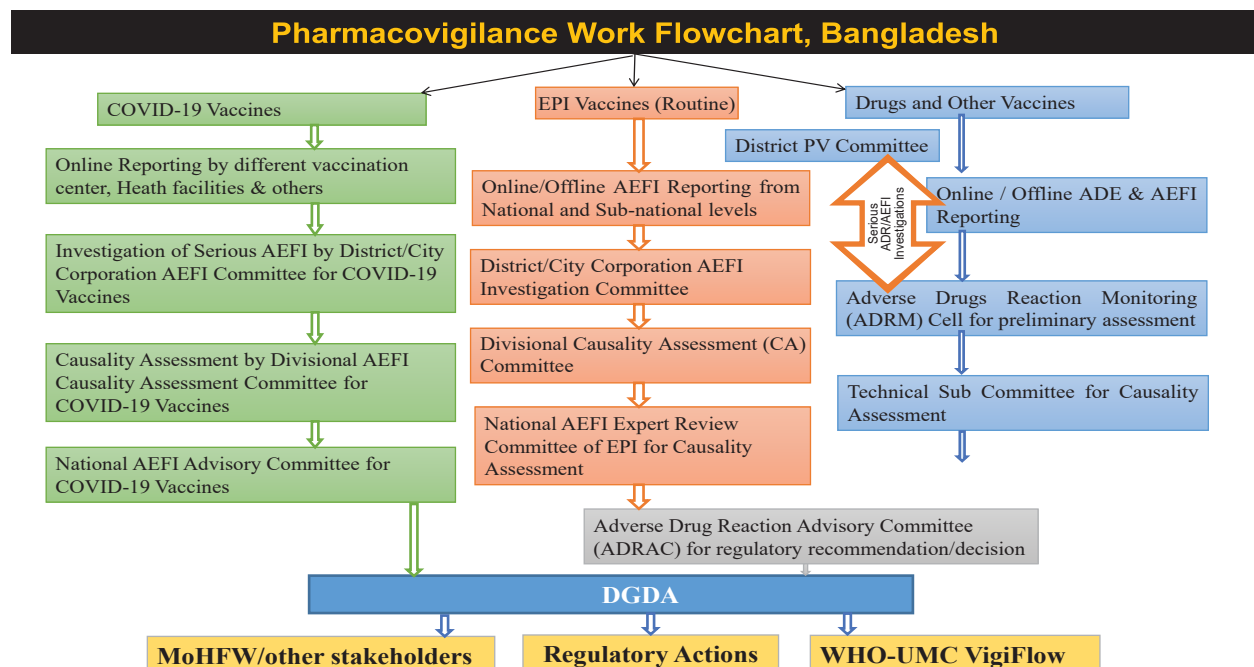 Pharmacovigilance Work Flowchart, Bangladesh
COVID-19 Vaccines
Online Reporting by different vaccination
center, Heath facilities & others
Investigation of Serious AEFI by District/City
Corporation AEFI Committee for COVID-19
Vaccines
Causality Assessment by Divisional AEFI
Causality Assessment Committee for
COVID-19 Vaccines
National AEFI Advisory Committee for
COVID-19 Vaccines
EPI Vaccines (Routine)
Online/Offline AEFI Reporting from
National and Sub-national levels
District/City Corporation AEFI
Investigation Committee
Divisional Causality Assessment (CA)
Committee
National AEFI Expert Review
Committee of EPI for Causality
Assessment
Drugs and Other Vaccines
District PV Committee
Serious
ADR/AEFI
Investigations
Online / Offline ADE & AEFI
Reporting
Adverse Drugs Reaction Monitoring
(ADRM) Cell for preliminary assessment
Technical Sub Committee for Causality
Assessment
Adverse Drug Reaction Advisory Committee
(ADRAC) for regulatory recommendation/decision
DGDA
MoHFW/other stakeholders
Regulatory Actions
WHO-UMC VigiFlow